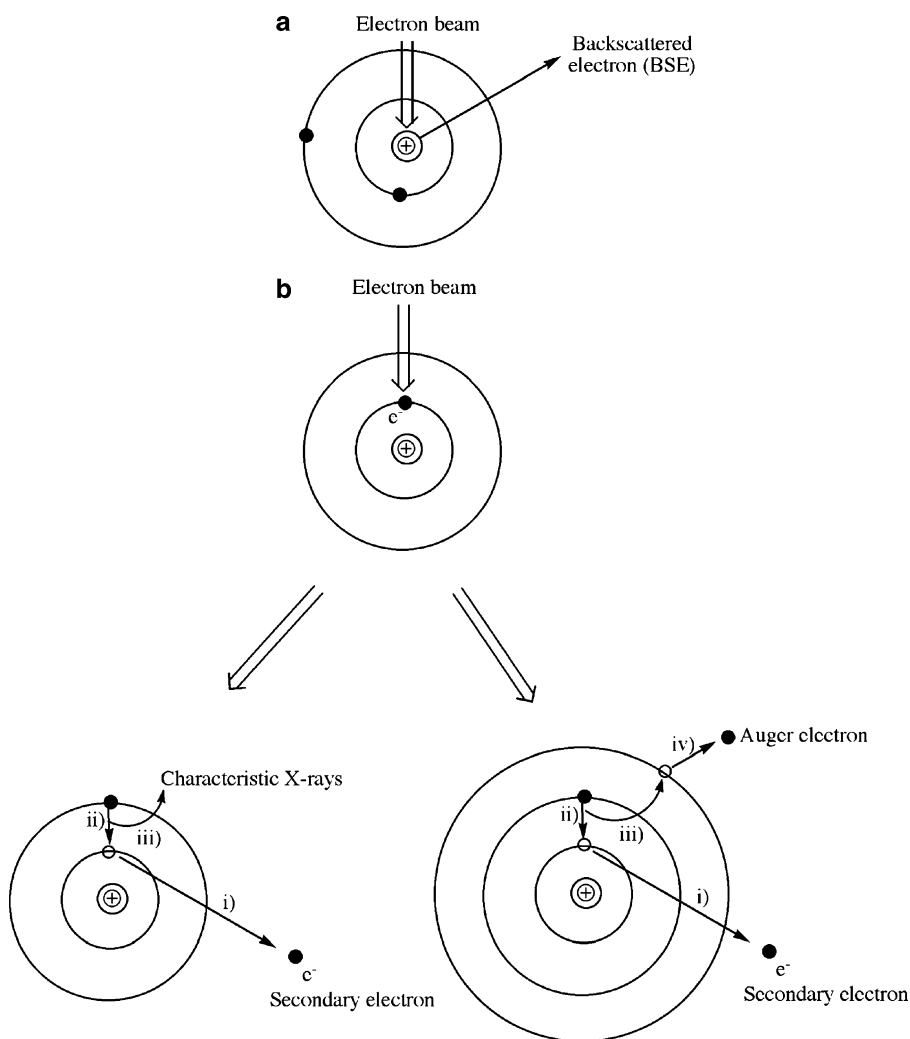 a
Electron beam
Backscattered
electron (BSE)
+
b
Electron beam
e-
+
Characteristic X-rays
ii)
iii)
+
i)
e-
Secondary electron
iv)
Auger electron
ii)
iii)
+
i)
e-
Secondary electron